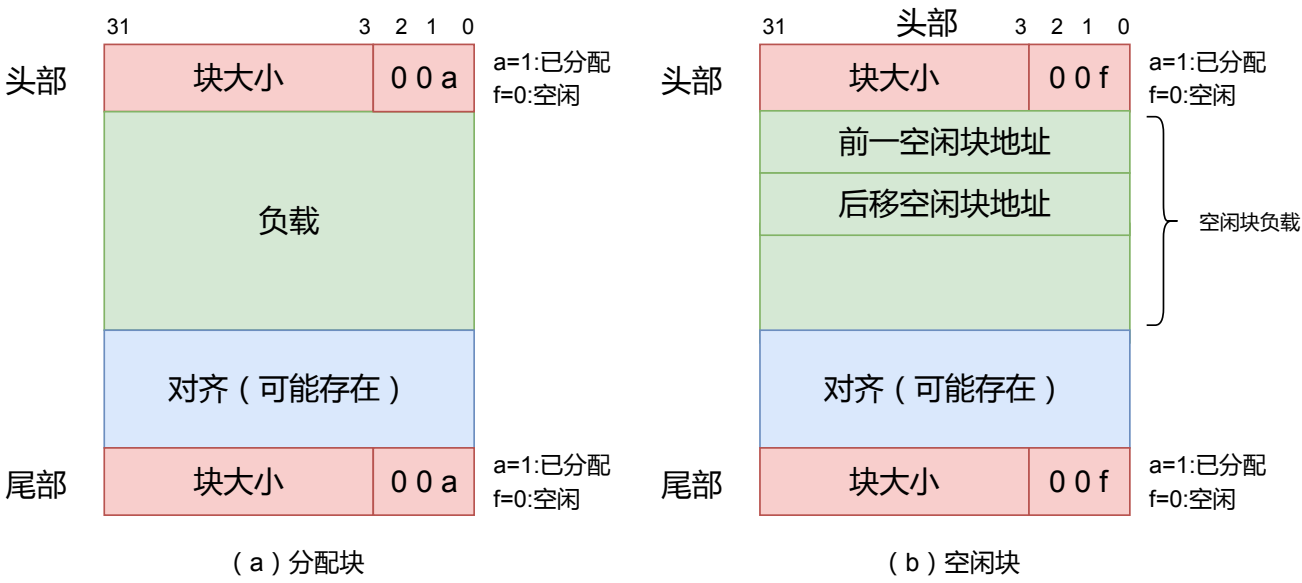 31 3 2 1 0
头部 块大小 0 0 a a=1:已分配
f=0:空闲
负载
对齐（可能存在）
尾部 块大小 0 0 a a=1:已分配
f=0:空闲
（a）分配块
头部
31 3 2 1 0
头部 块大小 0 0 f a=1:已分配
f=0:空闲
前一空闲块地址
后移空闲块地址
空闲块负载
对齐（可能存在）
尾部 块大小 0 0 f a=1:已分配
f=0:空闲
（b）空闲块